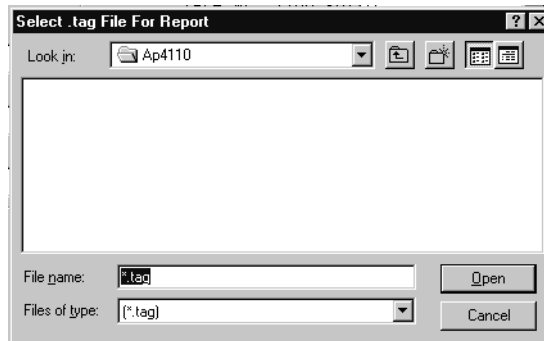 Select .tag File For Report
Look in: Ap4110
File name: *.tag
Open
Files of type: (*.tag)
Cancel